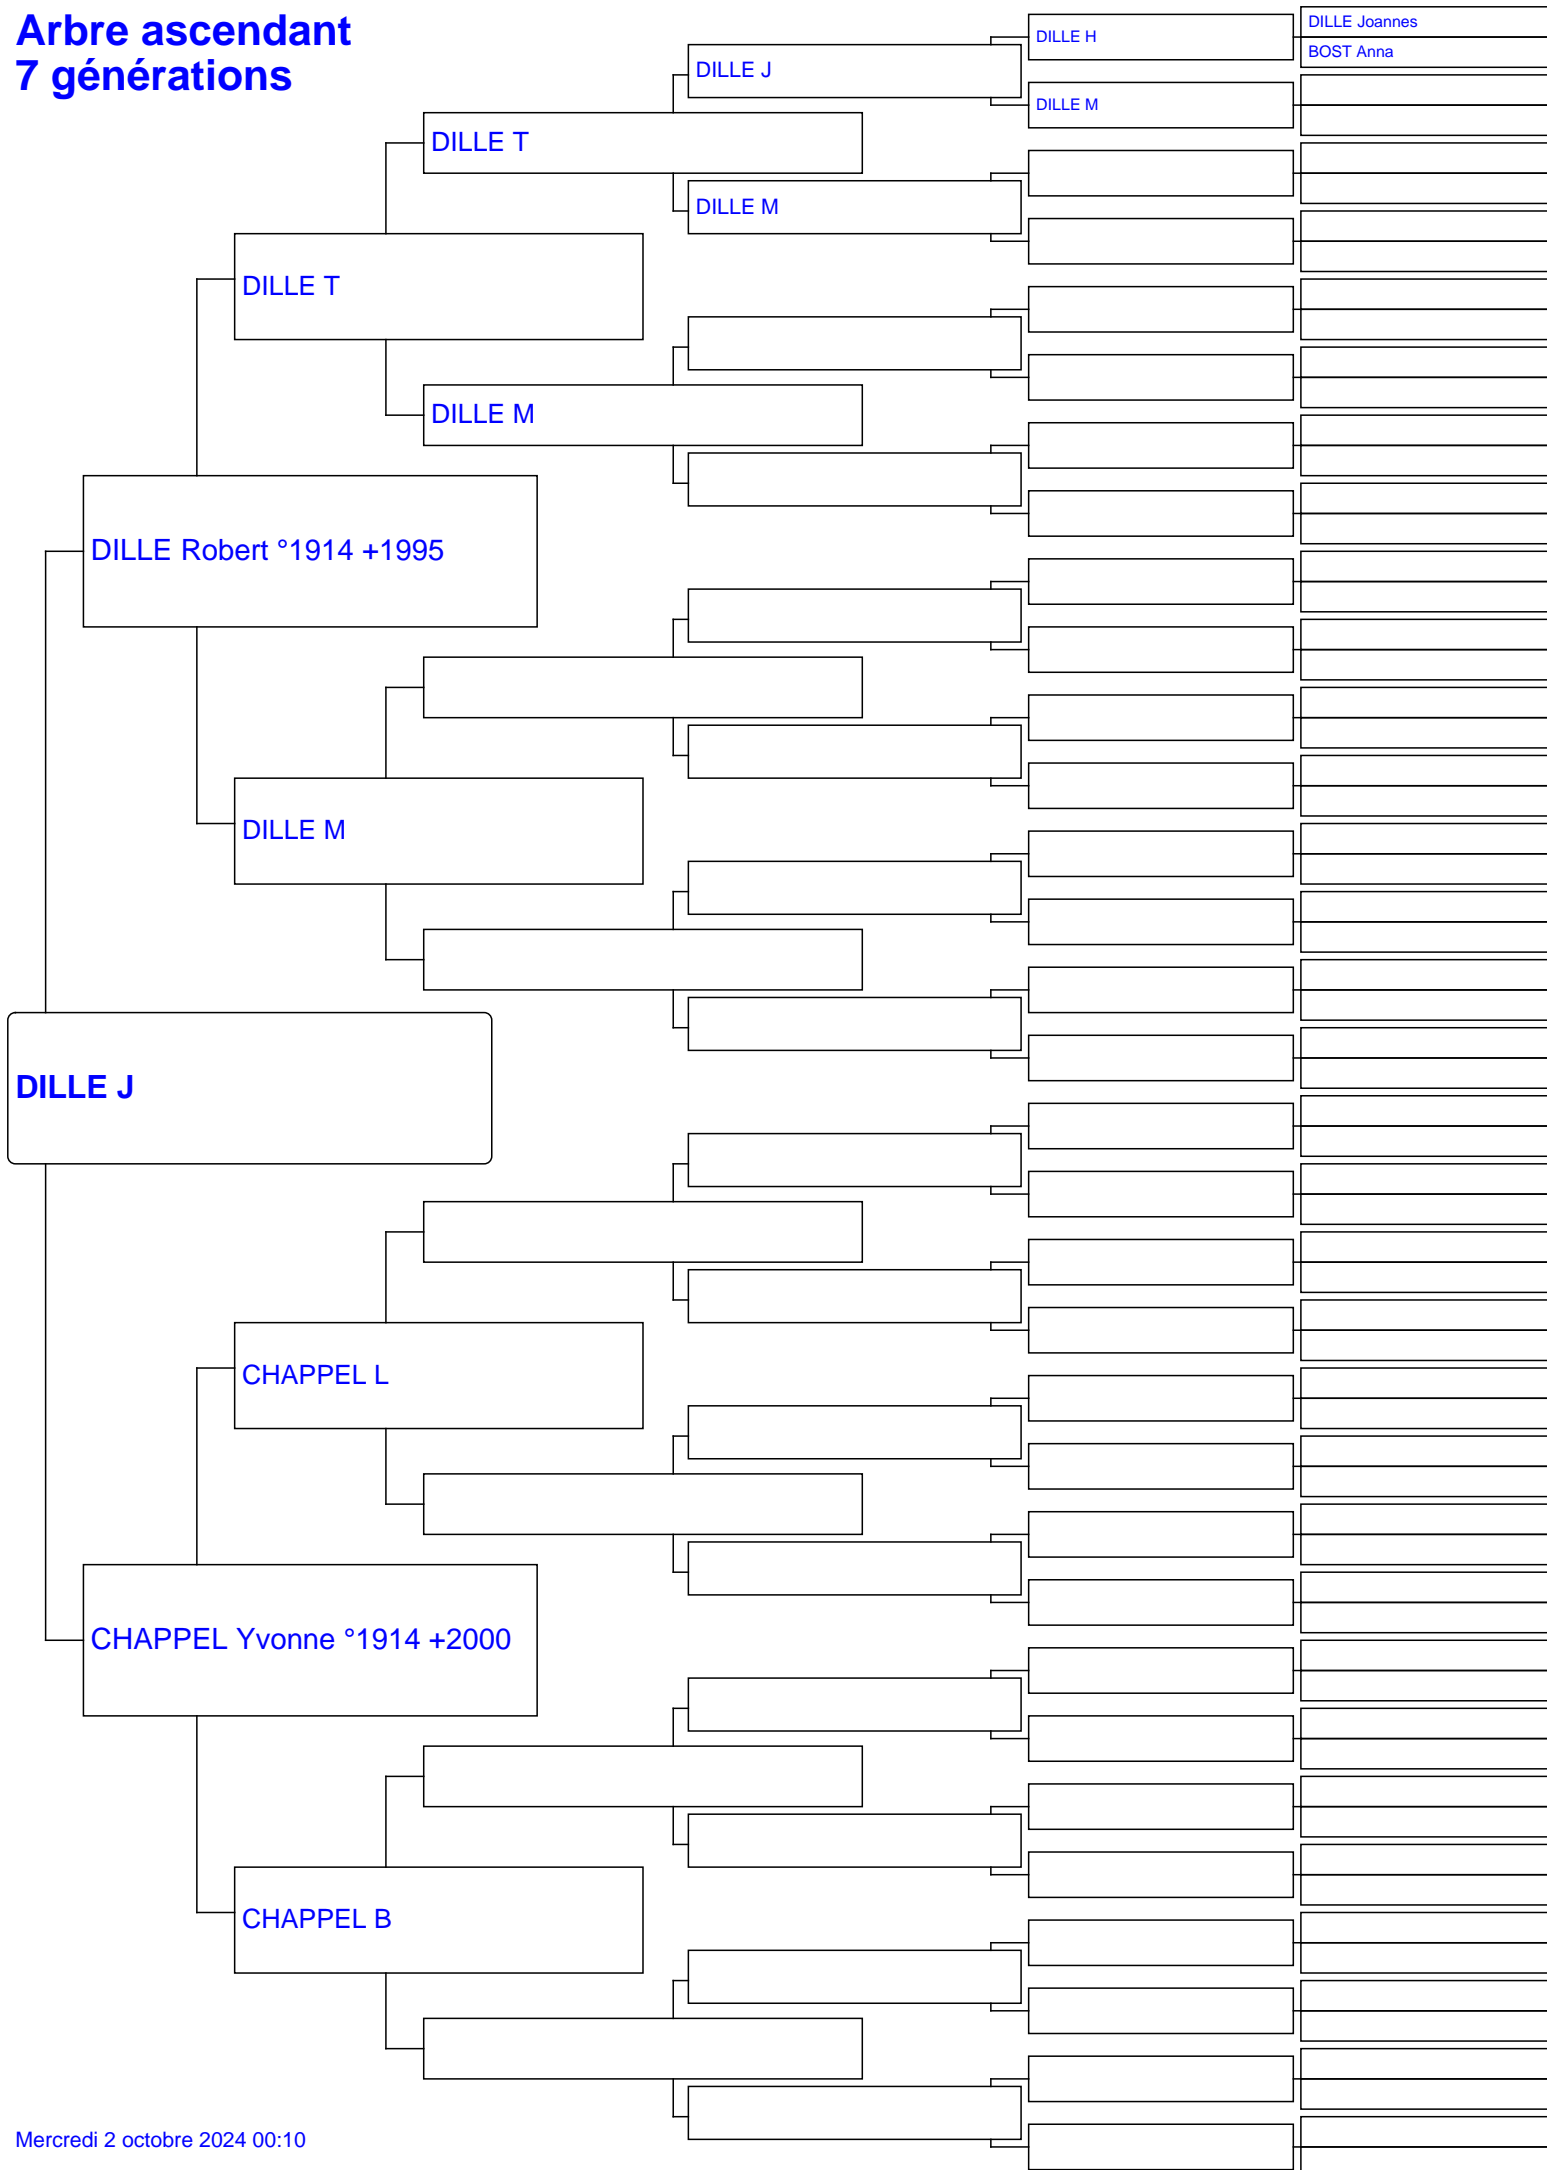 Arbre ascendant
7 générations
DILLE Joannes
DILLE H
BOST Anna
DILLE J
DILLE M
DILLE T
DILLE M
DILLE T
DILLE M
DILLE Robert °1914 +1995
DILLE M
DILLE J
CHAPPEL L
CHAPPEL Yvonne °1914 +2000
CHAPPEL B
Mercredi 2 octobre 2024 00:10